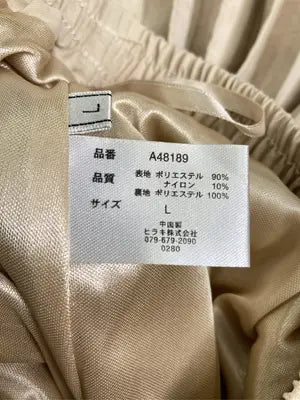 L
品番 A48189
品質 表地 ポリエステル 90%
ナイロン 10%
裏地 ポリエステル 100%
サイズ L
中国製
ヒラキ株式会社
079-679-2090
0280